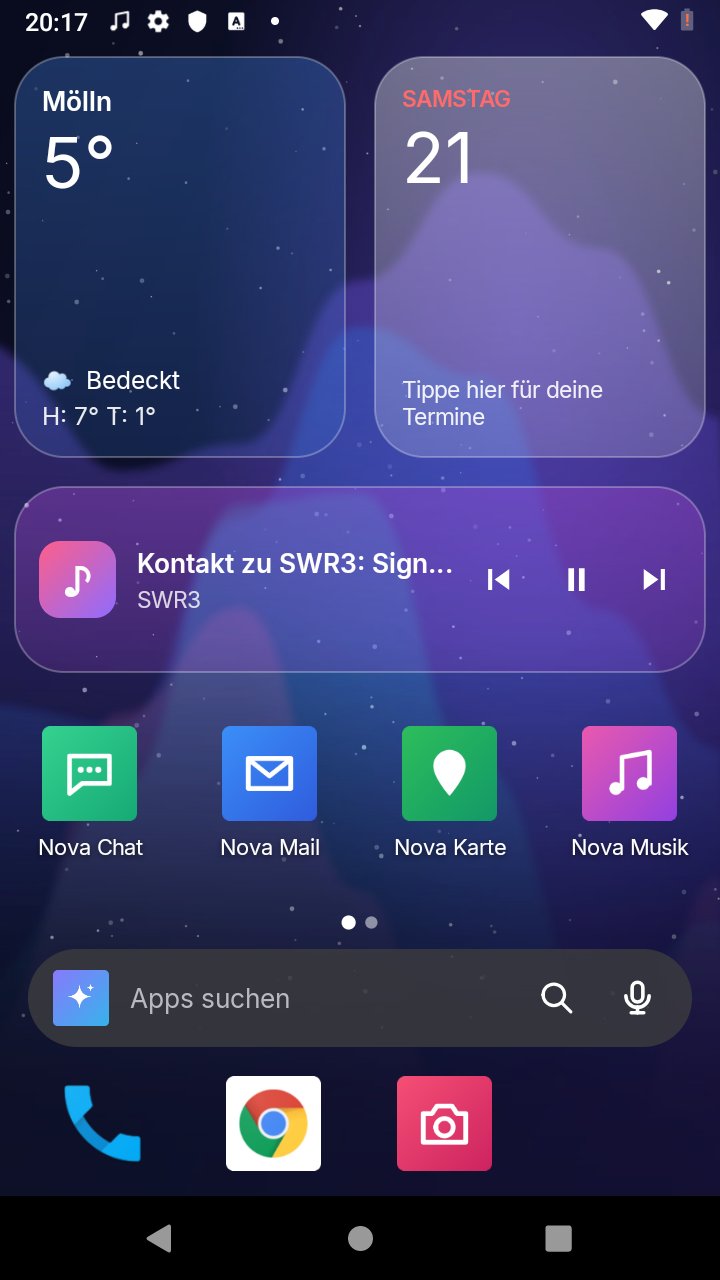 20:17
Mölln
5°
Bedeckt
H: 7° T: 1°
SAMSTAG
21
Tippe hier für deine
Termine
Kontakt zu SWR3: Sign...
SWR3
Nova Chat
Nova Mail
Nova Karte
Nova Musik
Apps suchen